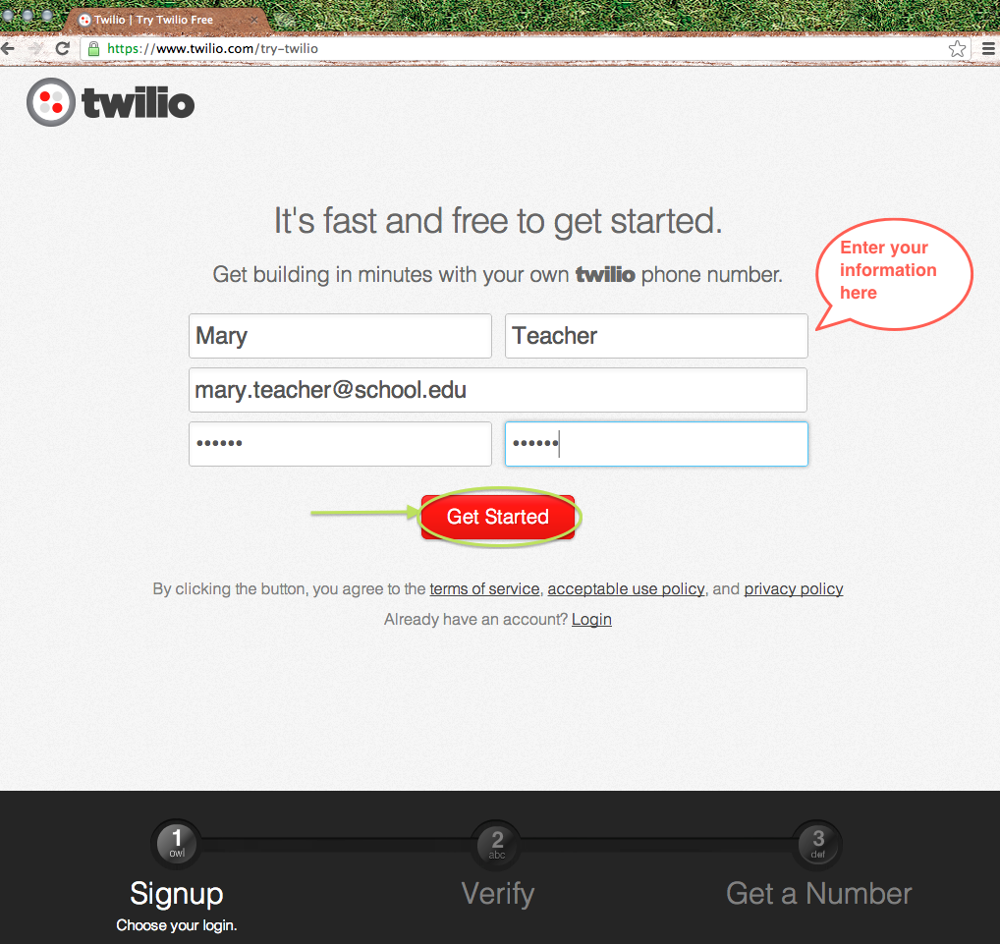 Twilio | Try Twilio Free
https://www.twilio.com/try-twilio
twilio
It's fast and free to get started.
Get building in minutes with your own twilio phone number.
Enter your
information
here
Mary Teacher
mary.teacher@school.edu
•••••• ••••••
Get Started
By clicking the button, you agree to the terms of service, acceptable use policy, and privacy policy
Already have an account? Login
1 2 3
owl abc def
Signup Verify Get a Number
Choose your login.